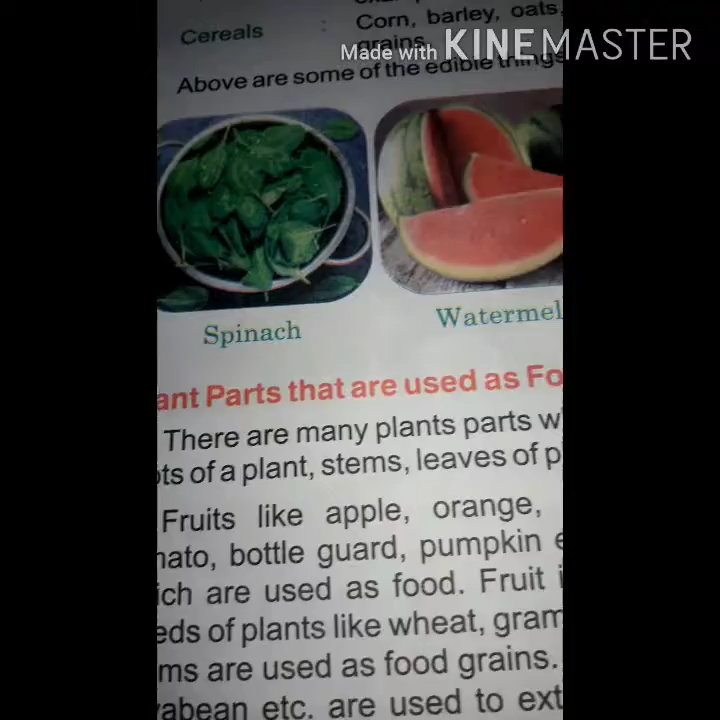 Cereals : Corn, barley, oats,
grains.
Made with KINEMASTER
Above are some of the edible things
Spinach
Watermel
ant Parts that are used as Fo
There are many plants parts w
ts of a plant, stems, leaves of p
Fruits like apple, orange,
ato, bottle guard, pumpkin e
ich are used as food. Fruit i
eds of plants like wheat, gram
ms are used as food grains.
abean etc. are used to ext